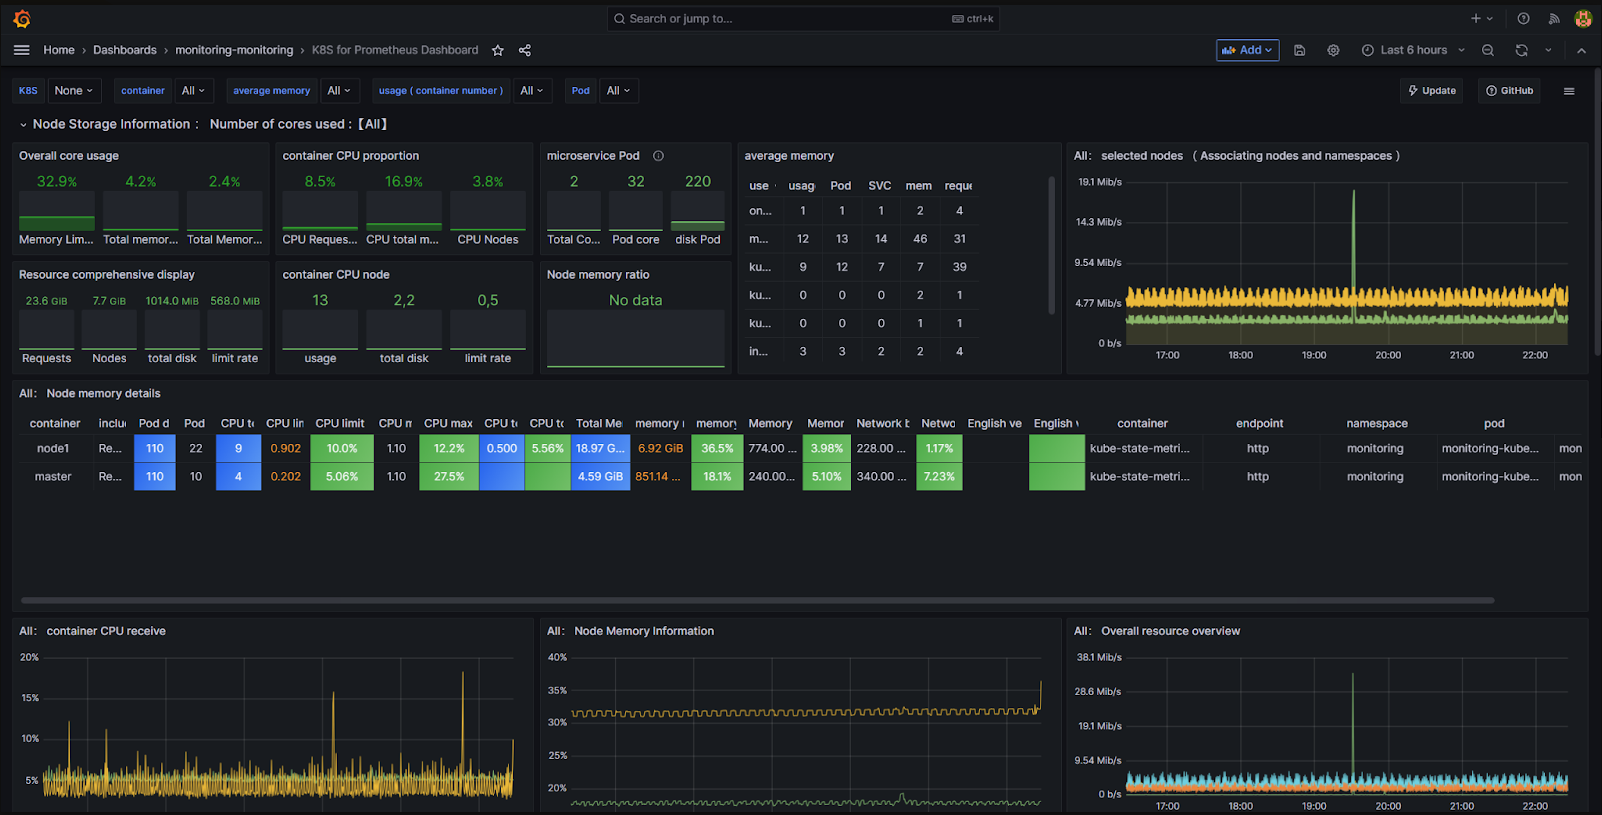 Search or jump to...
ctrl+k
Home › Dashboards › monitoring-monitoring › K8S for Prometheus Dashboard
Add
Last 6 hours
K8S None container All average memory All usage ( container number ) All Pod All
Update
GitHub
Node Storage Information : Number of cores used :【All】
Overall core usage
32.9% 4.2% 2.4%
Memory Lim... Total memor... Total Memor...
container CPU proportion
8.5% 16.9% 3.8%
CPU Reques... CPU total m... CPU Nodes
microservice Pod
2 32 220
Total Co... Pod core disk Pod
Resource comprehensive display
23.6 GiB 7.7 GiB 1014.0 MiB 568.0 MiB
Requests Nodes total disk limit rate
container CPU node
13 2,2 0,5
usage total disk limit rate
Node memory ratio
No data
average memory
use usag Pod SVC mem reque
on... 1 1 1 2 4
m... 12 13 14 46 31
ku... 9 12 7 7 39
ku... 0 0 0 2 1
ku... 0 0 0 1 1
in... 3 3 2 2 4
All: selected nodes ( Associating nodes and namespaces )
19.1 Mib/s
14.3 Mib/s
9.54 Mib/s
4.77 Mib/s
0 b/s
17:00 18:00 19:00 20:00 21:00 22:00
All: Node memory details
container inclu Pod d Pod CPU t CPU lin CPU limit CPU m CPU max CPU t CPU to Total Me memory memory Memory Memor Network b Netwo English ve English container endpoint namespace pod
node1 Re... 110 22 9 0.902 10.0% 1.10 12.2% 0.500 5.56% 18.97 G... 6.92 GiB 36.5% 774.00 ... 3.98% 228.00 ... 1.17% kube-state-metri... http monitoring monitoring-kube... mon
master Re... 110 10 4 0.202 5.06% 1.10 27.5% 4.59 GiB 851.14 ... 18.1% 240.00... 5.10% 340.00 ... 7.23% kube-state-metri... http monitoring monitoring-kube... mon
All: container CPU receive
20%
15%
10%
5%
All: Node Memory Information
40%
35%
30%
25%
20%
All: Overall resource overview
38.1 Mib/s
28.6 Mib/s
19.1 Mib/s
9.54 Mib/s
0 b/s
17:00 18:00 19:00 20:00 21:00 22:00